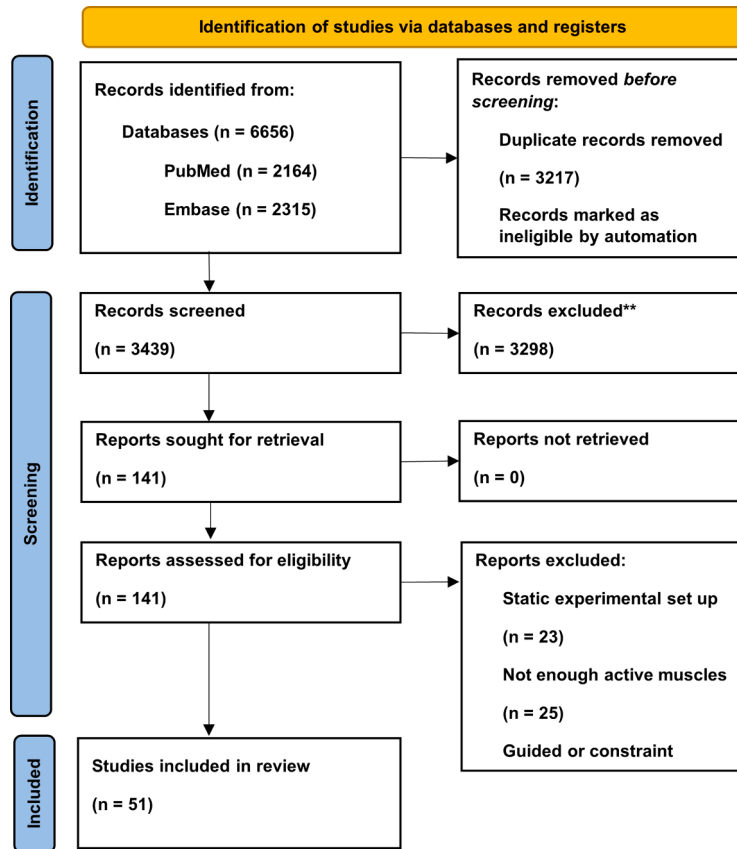 Identification of studies via databases and registers
Identification
Records identified from:
Databases (n = 6656)
PubMed (n = 2164)
Embase (n = 2315)
Records removed before
screening:
Duplicate records removed
(n = 3217)
Records marked as
ineligible by automation
Screening
Records screened
(n = 3439)
Records excluded**
(n = 3298)
Reports sought for retrieval
(n = 141)
Reports not retrieved
(n = 0)
Reports assessed for eligibility
(n = 141)
Reports excluded:
Static experimental set up
(n = 23)
Not enough active muscles
(n = 25)
Guided or constraint
Included
Studies included in review
(n = 51)